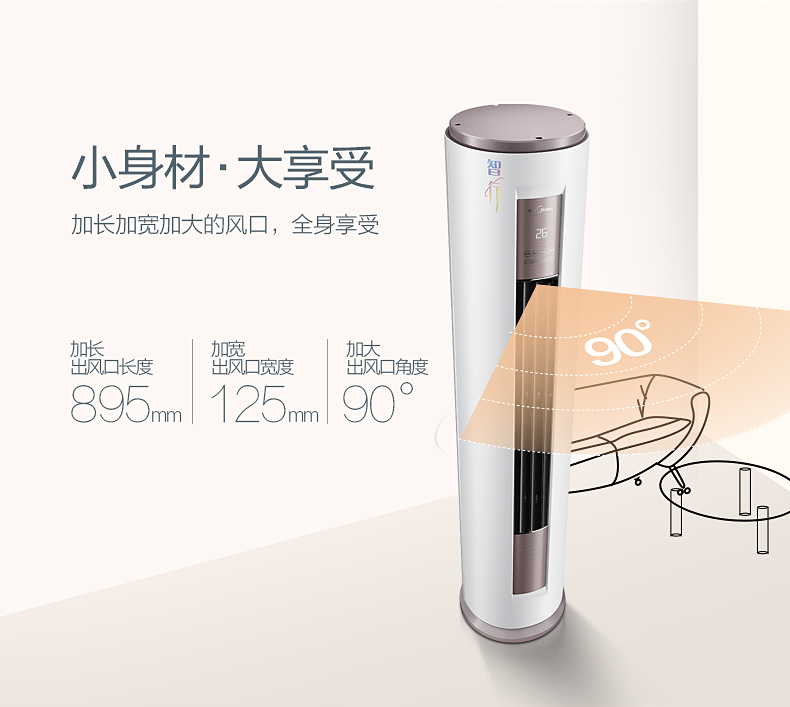 小身材·大享受
加长加宽加大的风口，全身享受
加长
出风口长度
895mm
加宽
出风口宽度
125mm
加大
出风口角度
90°
智行
Midea
26
90°